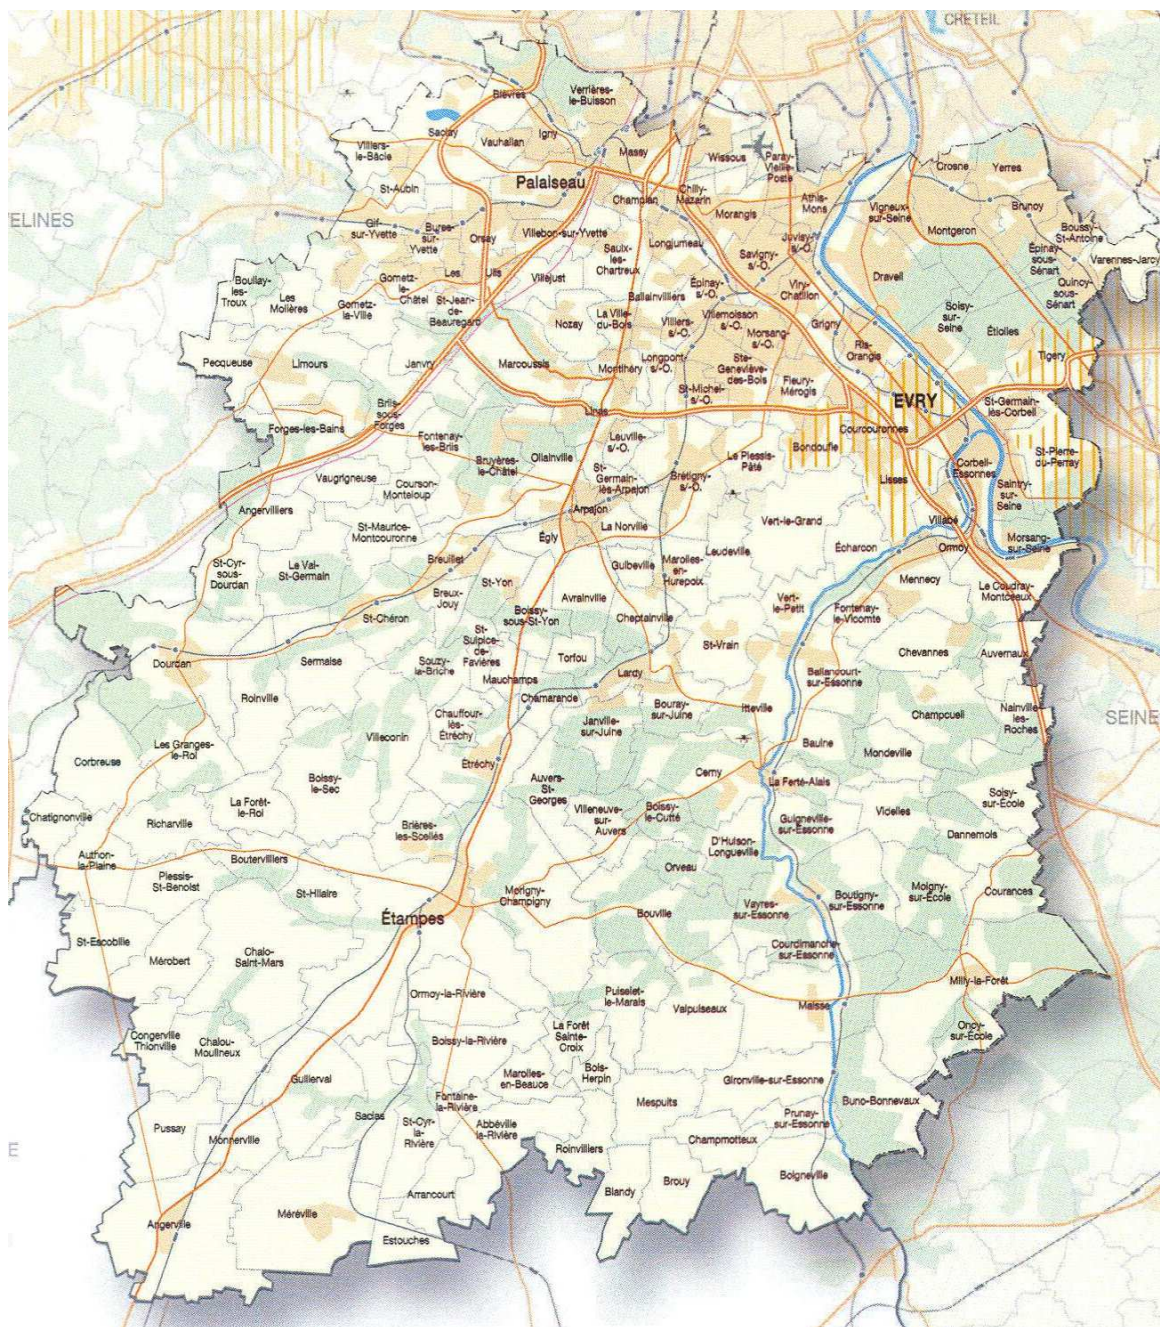 CRETEIL
Bièvres
Verrières-
le-Buisson
Saclay
Vauhallan
Igny
Villiers-
le-Bâcle
Massy
Wissous
Paray-
Vieille-
Poste
Crosne
Yerres
St-Aubin
Palaiseau
Champlan
Chilly-
Mazarin
Morangis
Athis-
Mons
Vigneux-
sur-Seine
Brunoy
ELINES
Gif-
sur-Yvette
Bures-
sur-
Yvette
Orsay
Villebon-sur-Yvette
Saulx-
les-
Chartreux
Longjumeau
Savigny-
s/-O.
Juvisy-
s/-O.
Montgeron
Boussy-
St-Antoine
Épinay-
sous-
Sénart
Varennes-Jarcy
Boullay-
les-
Troux
Les
Molières
Gometz-
le-
Châtel
Gometz-
la-Ville
Les
Ulis
St-Jean-
de-
Beauregard
Villejust
Ballainvilliers
Épinay-
s/-O.
Viry-
Chatillon
Draveil
Quincy-
sous-
Sénart
Nozay
La Ville-
du-Bois
Villiers-
s/-O.
Villemoisson-
s/-O.
Morsang-
s/-O.
Grigny
Soisy-
sur-
Seine
Étiolles
Ris-
Orangis
Tigery
Pecqueuse
Limours
Janvry
Marcoussis
Montlhéry
Longpont-
s/-O.
Ste-
Geneviève-
des-Bois
Fleury-
Mérogis
St-Michel-
s/-O.
EVRY
St-Germain-
lès-Corbeil
Briis-
sous-
Forges
Linas
Courcouronnes
Forges-les-Bains
Fontenay-
les-Briis
Bruyères-
le-Châtel
Ollainville
Leuville-
s/-O.
Le Plessis-
Pâté
Bondoufle
St-Pierre-
du-Perray
Vaugrigneuse
Courson-
Monteloup
St-
Germain-
lès-Arpajon
Brétigny-
s/-O.
Lisses
Corbeil-
Essonnes
Saintry-
sur-
Seine
Angervilliers
St-Maurice-
Montcouronne
Arpajon
La Norville
Vert-le-Grand
Villabé
Égly
Leudeville
Écharcon
Ormoy
Morsang-
sur-Seine
St-Cyr-
sous-
Dourdan
Le Val-
St-Germain
Breuillet
Breux-
Jouy
St-Yon
Guibeville
Marolles-
en-
Hurepoix
Mennecy
Le Coudray-
Montceaux
Avrainville
Boissy-
sous-St-Yon
Cheptainville
Vert-
le-Petit
Fontenay-
le-Vicomte
St-Chéron
St-
Sulpice-
de-
Favières
St-Vrain
Chevannes
Auvernaux
Dourdan
Sermaise
Souzy-
la-Briche
Torfou
Mauchamps
Lardy
Ballancourt-
sur-Essonne
Roinville
Chamarande
Bouray-
sur-Juine
Itteville
Champcueil
Nainville-
les-
Roches
SEINE
Villeconin
Chauffour-
lès-
Étréchy
Janville-
sur-Juine
Baulne
Mondeville
Corbreuse
Les Granges-
le-Roi
Étréchy
Cerny
La Ferté-Alais
Boissy-
le-Sec
Auvers-
St-
Georges
Soisy-
sur-École
Chatignonville
La Forêt-
le-Roi
Villeneuve-
sur-
Auvers
Boissy-
le-Cutté
Guigneville-
sur-Essonne
Videlles
Richarville
Brières-
les-Scellés
D'Huison-
Longueville
Dannemois
Authon-
la-Plaine
Boutervilliers
Orveau
Plessis-
St-Benoist
St-Hilaire
Morigny-
Champigny
Boutigny-
sur-Essonne
Moigny-
sur-École
Courances
Étampes
Bouville
Vayres-
sur-Essonne
St-Escobille
Chalo-
Saint-Mars
Courdimanche-
sur-Essonne
Mérobert
Ormoy-la-Rivière
Puiselet-
le-Marais
Valpuiseaux
Milly-la-Forêt
Maisse
Congerville
Thionville
Chalou-
Moulineux
Boissy-la-Rivière
La Forêt
Sainte-
Croix
Oncy-
sur-École
Guillerval
Marolles-
en-Beauce
Bois-
Herpin
Gironville-sur-Essonne
Fontaine-
la-Rivière
Mespuits
Buno-Bonnevaux
Pussay
Saclas
St-Cyr-
la-
Rivière
Abbéville
la-Rivière
Prunay-
sur-Essonne
Monnerville
Roinvilliers
Champmotteux
Brouy
Boigneville
Blandy
Arrancourt
Angerville
Méréville
Estouches
E